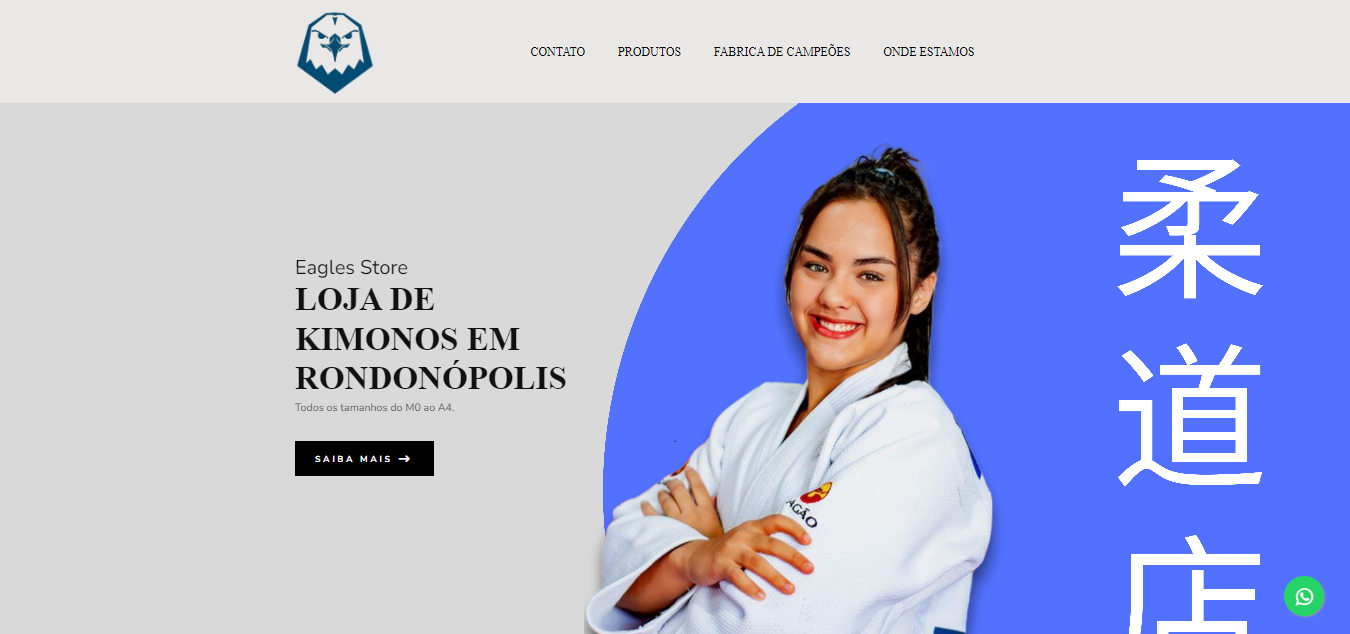 CONTATO PRODUTOS FABRICA DE CAMPEÕES ONDE ESTAMOS
Eagles Store
LOJA DE
KIMONOS EM
RONDONÓPOLIS
Todos os tamanhos do M0 ao A4.
SAIBA MAIS
AGÃO
柔
道
店